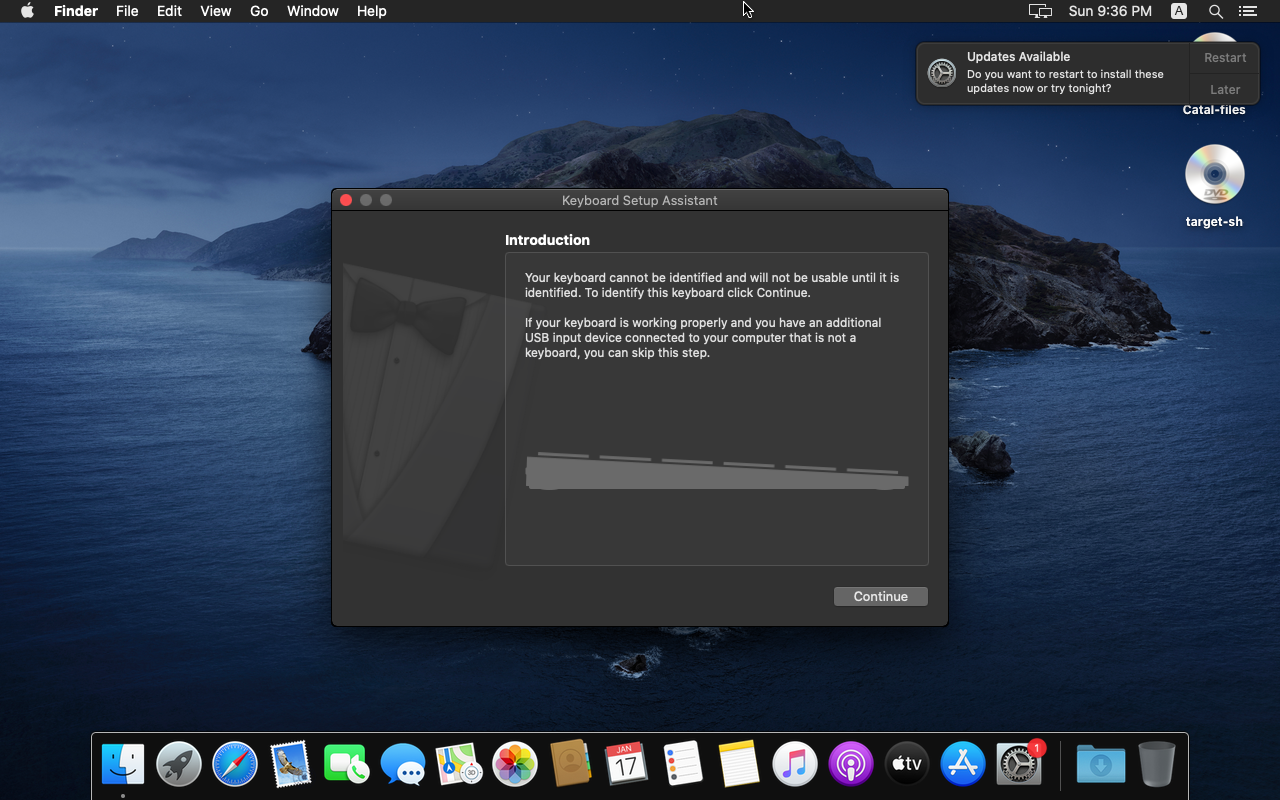 Finder File Edit View Go Window Help
Sun 9:36 PM A
Updates Available
Do you want to restart to install these
updates now or try tonight?
Restart
Later
Catal-files
DVD
target-sh
Keyboard Setup Assistant
Introduction
Your keyboard cannot be identified and will not be usable until it is
identified. To identify this keyboard click Continue.
If your keyboard is working properly and you have an additional
USB input device connected to your computer that is not a
keyboard, you can skip this step.
Continue
3D
JAN
17
tv
1